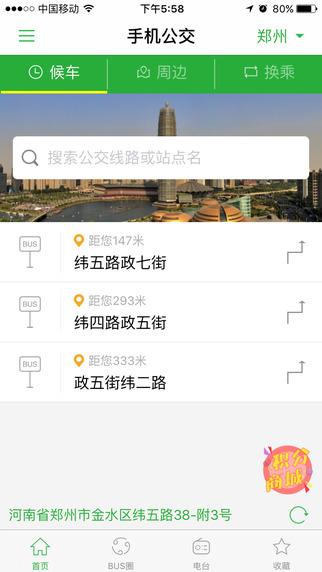 中国移动 下午5:58 80%
手机公交 郑州
候车 周边 换乘
搜索公交线路或站点名
BUS 距您147米
纬五路政七街
BUS 距您293米
纬四路政五街
BUS 距您333米
政五街纬二路
积分
商城
河南省郑州市金水区纬五路38-附3号
首页 BUS圈 电台 收藏